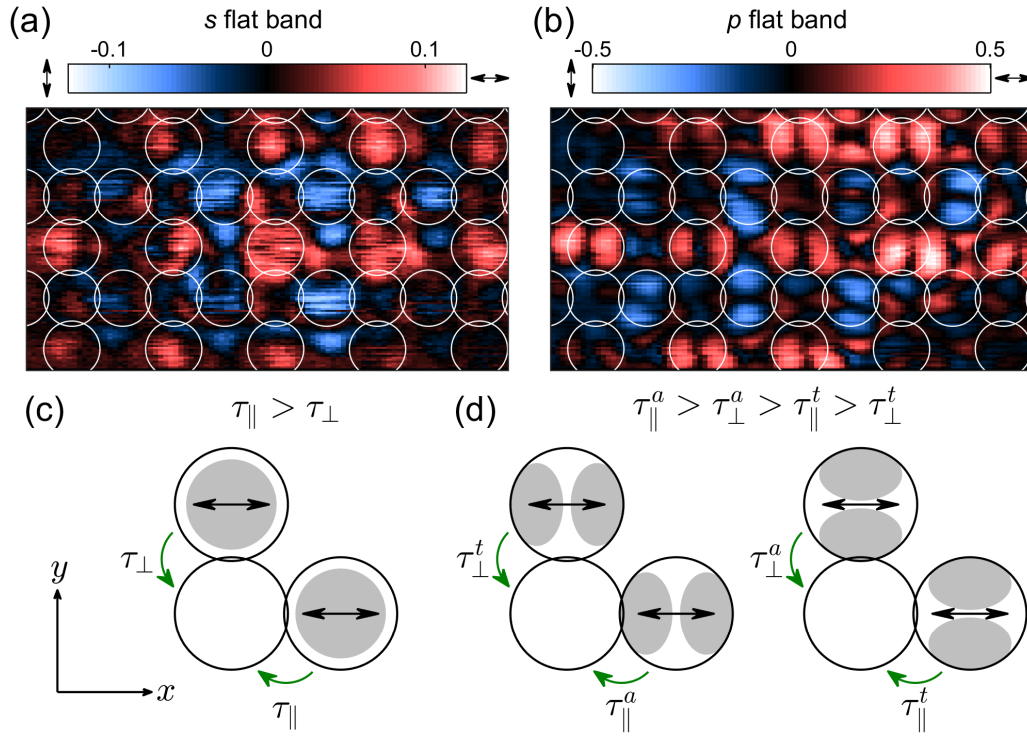 (a) s flat band
-0.1 0 0.1
(b) p flat band
-0.5 0 0.5
(c) τ∥ > τ⊥
(d) τ∥^a > τ⊥^a > τ∥^t > τ⊥^t
τ⊥
τ∥
y
x
τ⊥^t
τ∥^a
τ⊥^a
τ∥^t